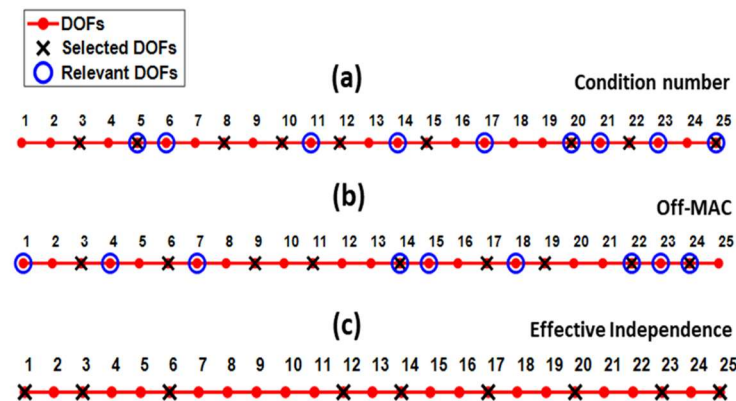 DOFs
Selected DOFs
Relevant DOFs
(a)
Condition number
1 2 3 4 5 6 7 8 9 10 11 12 13 14 15 16 17 18 19 20 21 22 23 24 25
(b)
Off-MAC
1 2 3 4 5 6 7 8 9 10 11 12 13 14 15 16 17 18 19 20 21 22 23 24 25
(c)
Effective Independence
1 2 3 4 5 6 7 8 9 10 11 12 13 14 15 16 17 18 19 20 21 22 23 24 25